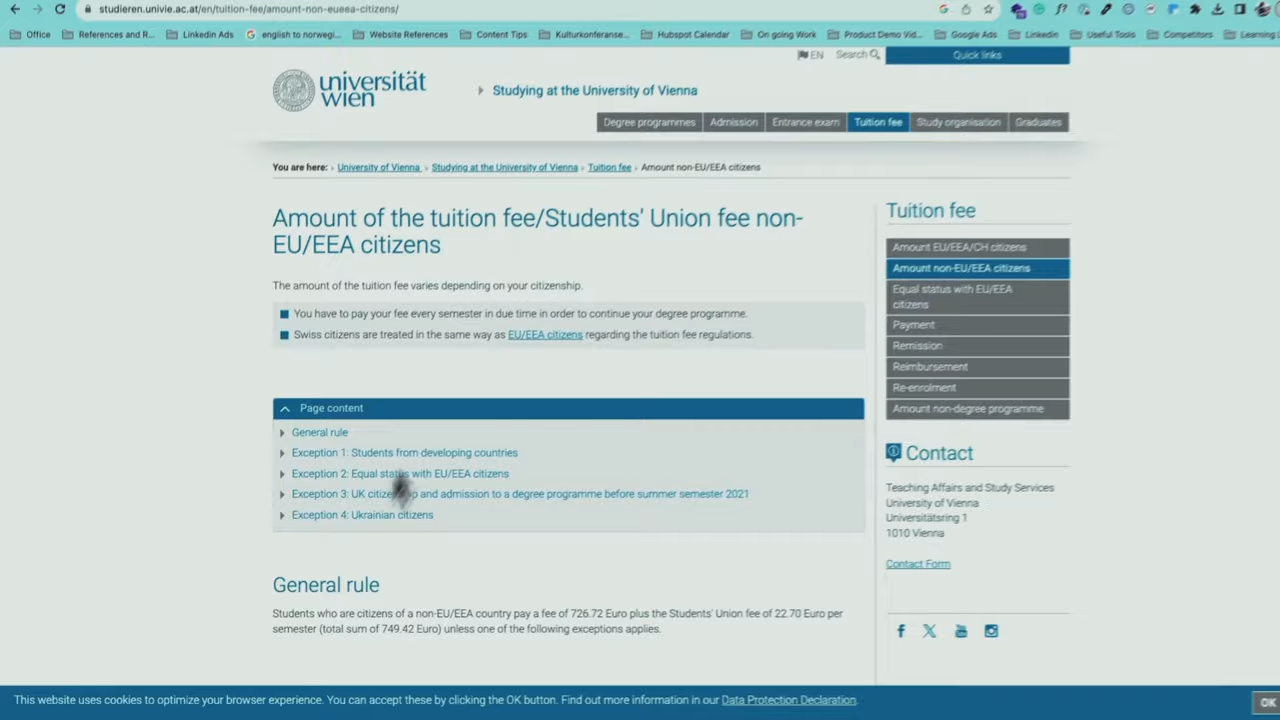 studieren.univie.ac.at/en/tuition-fee/amount-non-eueea-citizens/
Office References and R... Linkedin Ads english to norwegi... Website References Content Tips Kulturkonferanse... Hubspot Calendar On going Work Product Demo Vid... Google Ads Linkedin Useful Tools Competitors Learning
EN Search Quick links
universität
wien
Studying at the University of Vienna
Degree programmes Admission Entrance exam Tuition fee Study organisation Graduates
You are here: University of Vienna Studying at the University of Vienna Tuition fee Amount non-EU/EEA citizens
Amount of the tuition fee/Students' Union fee non-
EU/EEA citizens
The amount of the tuition fee varies depending on your citizenship.
You have to pay your fee every semester in due time in order to continue your degree programme.
Swiss citizens are treated in the same way as EU/EEA citizens regarding the tuition fee regulations.
Page content
General rule
Exception 1: Students from developing countries
Exception 2: Equal status with EU/EEA citizens
Exception 3: UK and admission to a degree programme before summer semester 2021
Exception 4: Ukrainian citizens
General rule
Students who are citizens of a non-EU/EEA country pay a fee of 726.72 Euro plus the Students' Union fee of 22.70 Euro per
semester (total sum of 749.42 Euro) unless one of the following exceptions applies.
Tuition fee
Amount EU/EEA/CH citizens
Amount non-EU/EEA citizens
Equal status with EU/EEA
citizens
Payment
Remission
Reimbursement
Re-enrolment
Amount non-degree programme
Contact
Teaching Affairs and Study Services
University of Vienna
Universitätsring 1
1010 Vienna
Contact Form
This website uses cookies to optimize your browser experience. You can accept these by clicking the OK button. Find out more information in our Data Protection Declaration.
OK